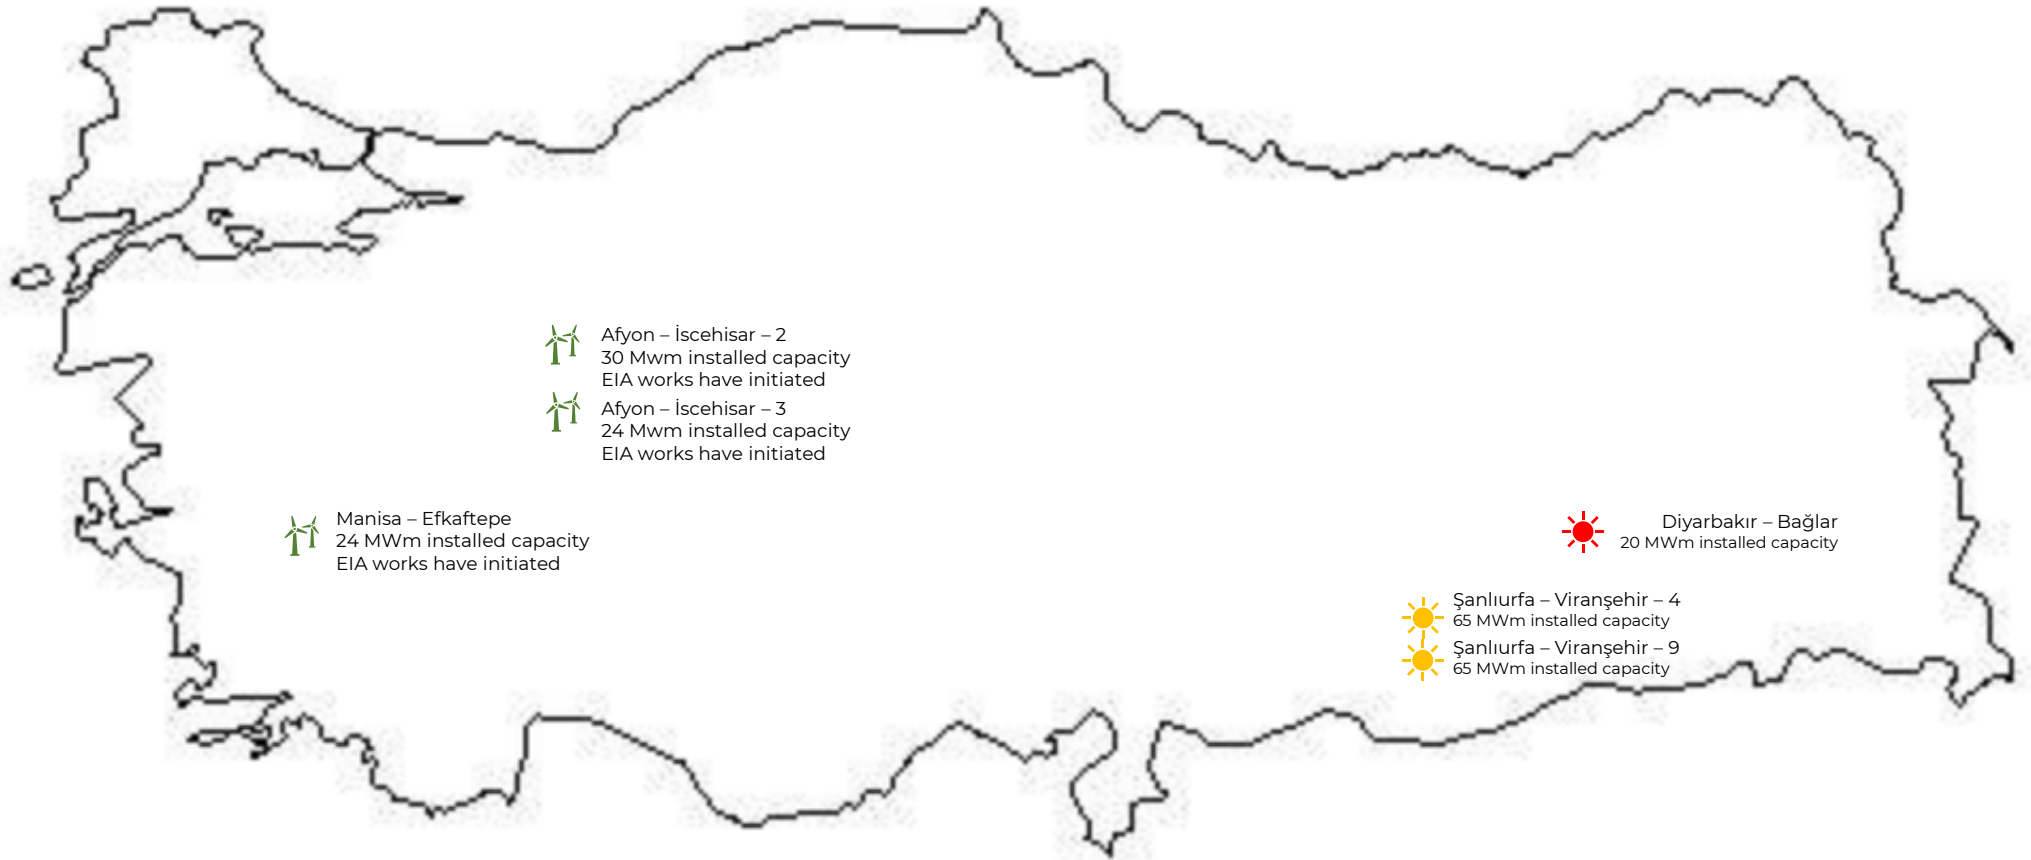 Afyon – İscehisar – 2
30 Mwm installed capacity
EIA works have initiated
Afyon – İscehisar – 3
24 Mwm installed capacity
EIA works have initiated
Manisa – Efkaftepe
24 MWm installed capacity
EIA works have initiated
Diyarbakır – Bağlar
20 MWm installed capacity
Şanlıurfa – Viranşehir – 4
65 MWm installed capacity
Şanlıurfa – Viranşehir – 9
65 MWm installed capacity